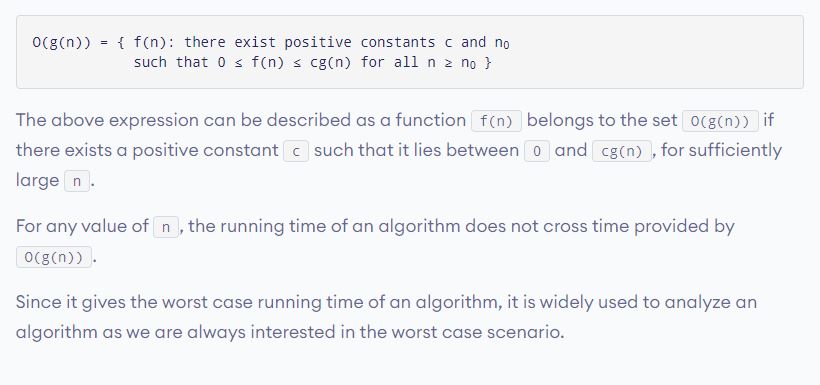 O(g(n)) = { f(n): there exist positive constants c and n₀
such that 0 ≤ f(n) ≤ cg(n) for all n ≥ n₀ }
The above expression can be described as a function f(n) belongs to the set O(g(n)) if
there exists a positive constant c such that it lies between 0 and cg(n) , for sufficiently
large n .
For any value of n , the running time of an algorithm does not cross time provided by
O(g(n)) .
Since it gives the worst case running time of an algorithm, it is widely used to analyze an
algorithm as we are always interested in the worst case scenario.